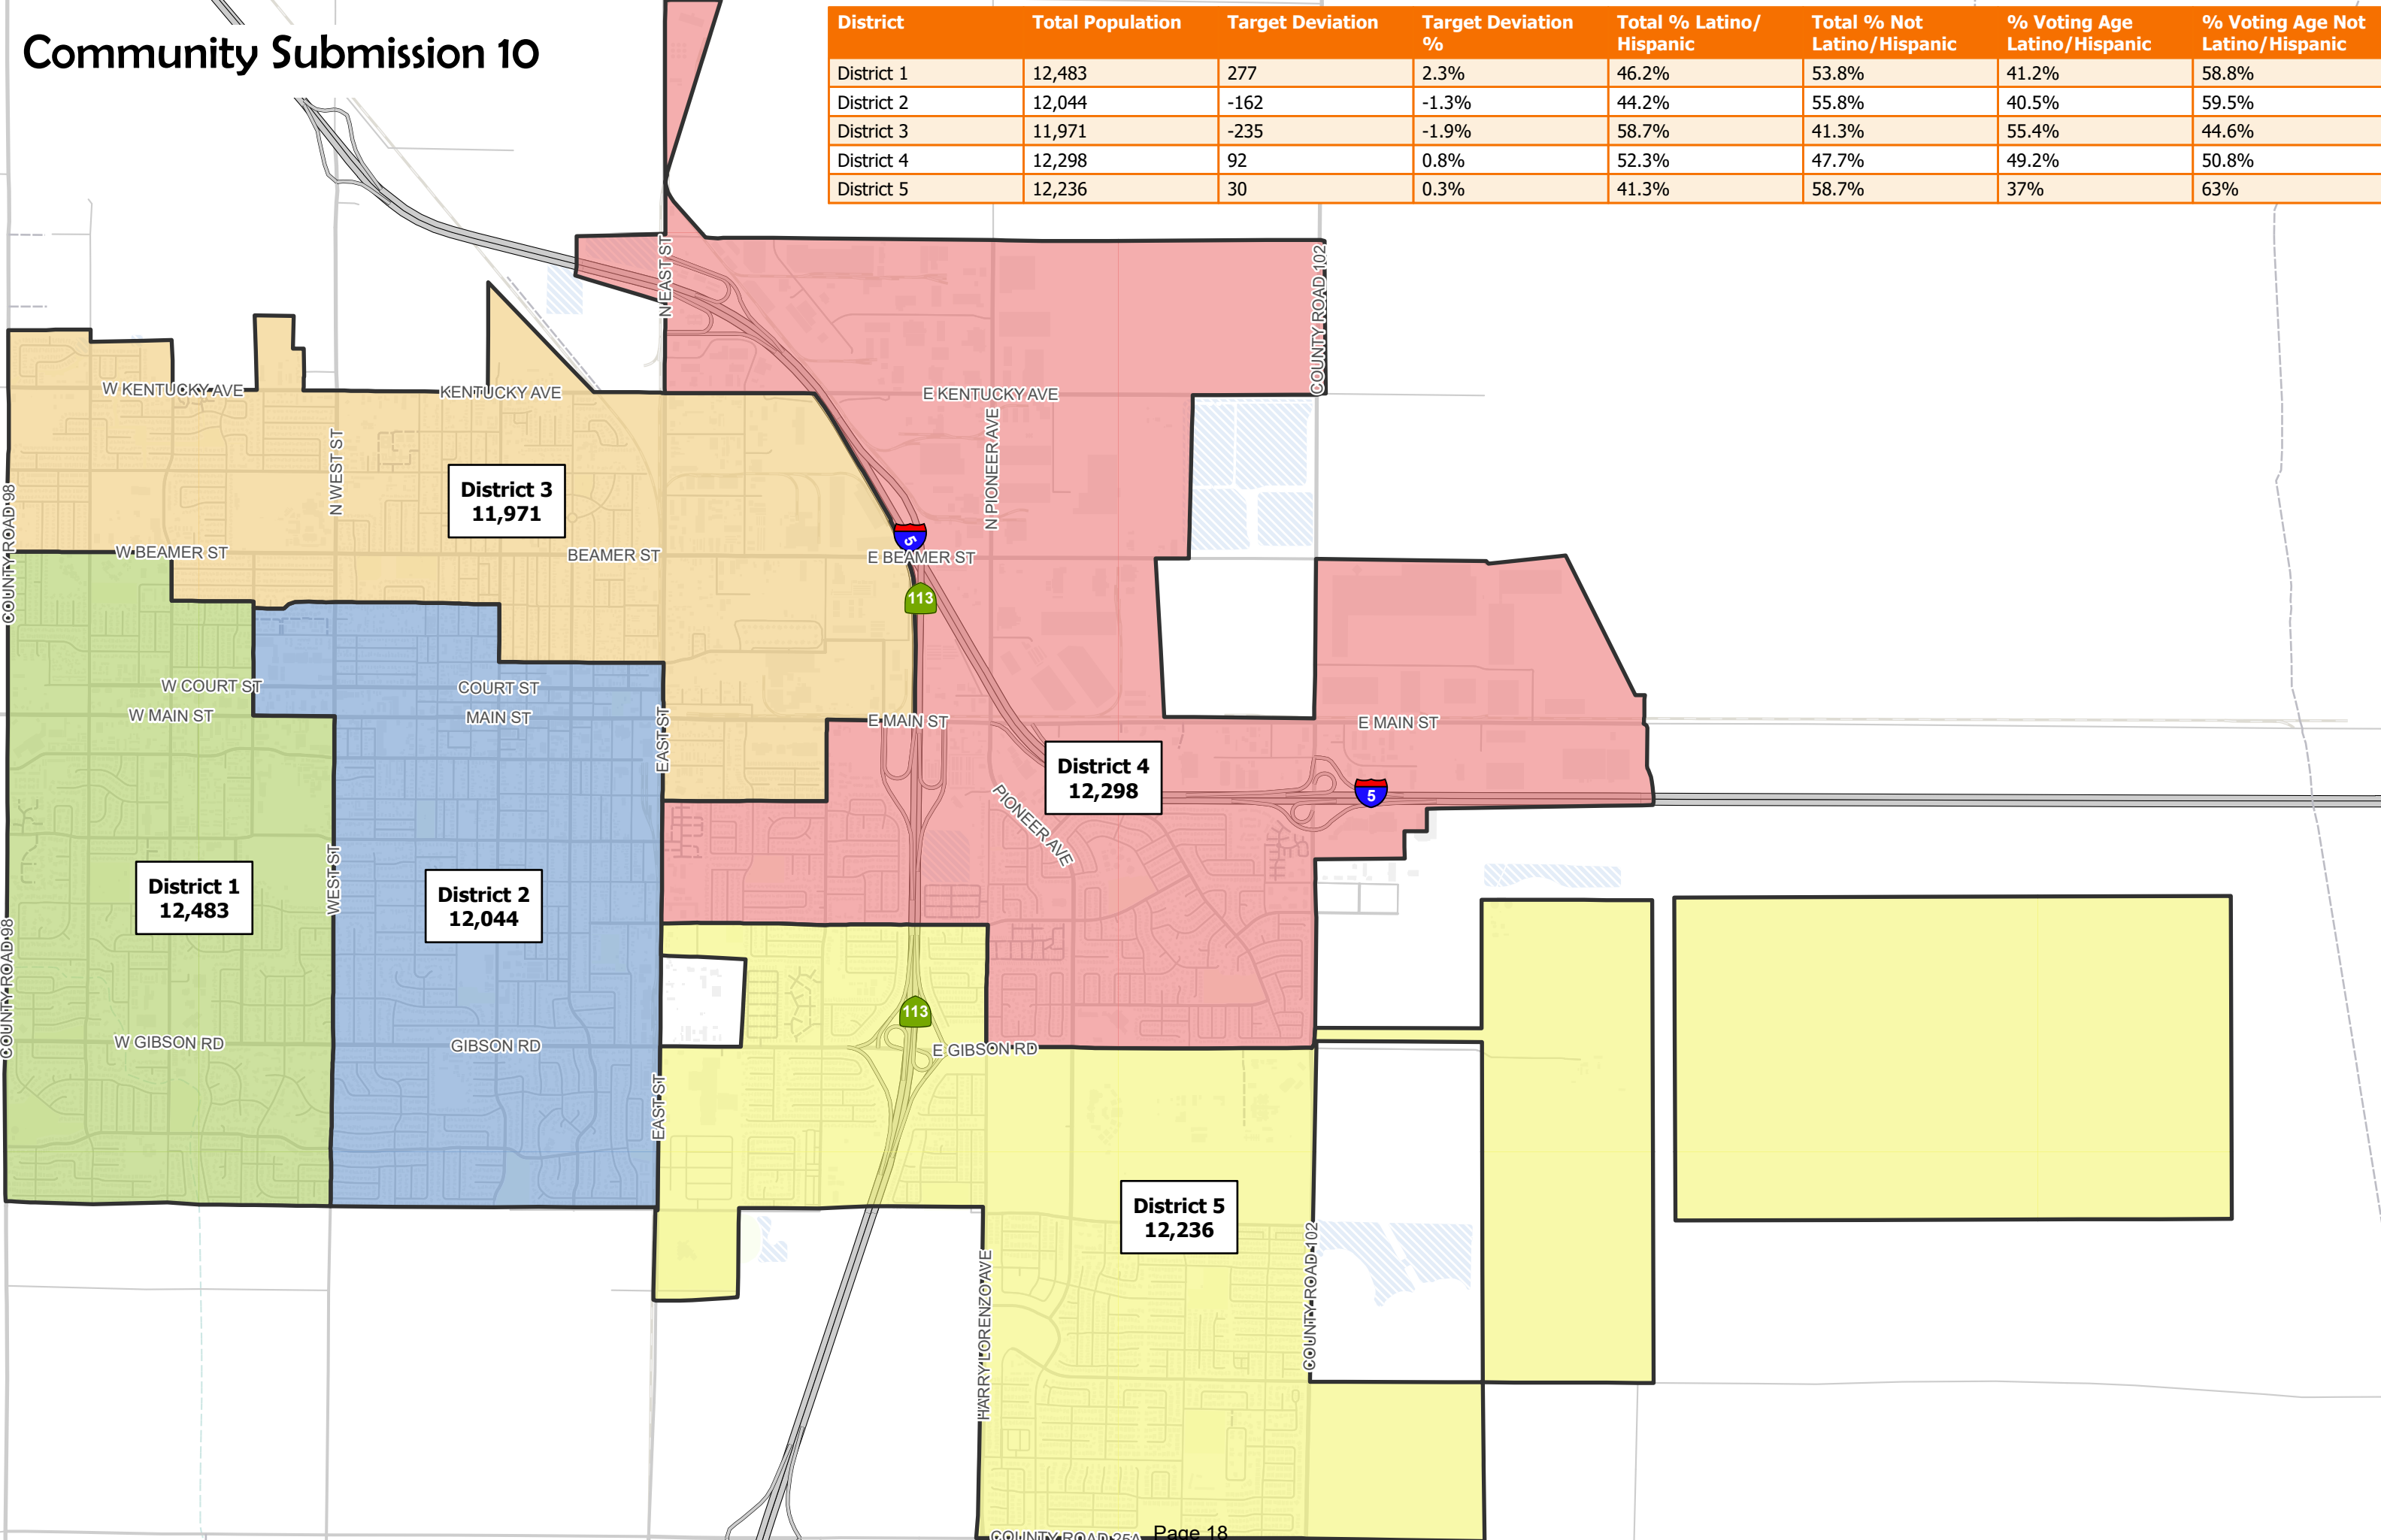 Community Submission 10
District Total Population Target Deviation Target Deviation % Total % Latino/Hispanic Total % Not Latino/Hispanic % Voting Age Latino/Hispanic % Voting Age Not Latino/Hispanic
District 1 12,483 277 2.3% 46.2% 53.8% 41.2% 58.8%
District 2 12,044 -162 -1.3% 44.2% 55.8% 40.5% 59.5%
District 3 11,971 -235 -1.9% 58.7% 41.3% 55.4% 44.6%
District 4 12,298 92 0.8% 52.3% 47.7% 49.2% 50.8%
District 5 12,236 30 0.3% 41.3% 58.7% 37% 63%
N EAST ST
COUNTY ROAD 102
W KENTUCKY AVE
KENTUCKY AVE
E KENTUCKY AVE
N WEST ST
N PIONEER AVE
COUNTY ROAD 98
District 3
11,971
5
W BEAMER ST
BEAMER ST
E BEAMER ST
113
W COURT ST
COURT ST
W MAIN ST
MAIN ST
E MAIN ST
E MAIN ST
EAST ST
District 4
12,298
5
PIONEER AVE
WEST ST
District 1
12,483
District 2
12,044
COUNTY ROAD 98
113
W GIBSON RD
GIBSON RD
E GIBSON RD
EAST ST
District 5
12,236
HARRY LORENZO AVE
COUNTY ROAD 102
COUNTY ROAD 25A
Page 18